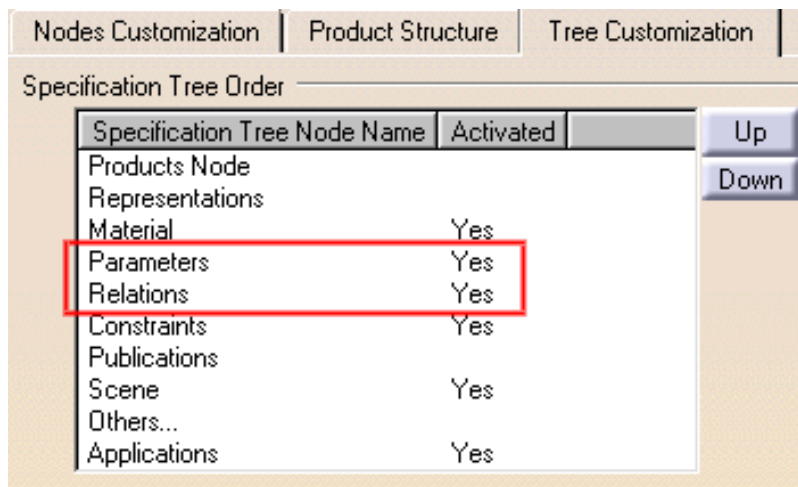 Nodes Customization Product Structure Tree Customization
Specification Tree Order
Specification Tree Node Name Activated Up
Products Node Down
Representations
Material Yes
Parameters Yes
Relations Yes
Constraints Yes
Publications
Scene Yes
Others...
Applications Yes